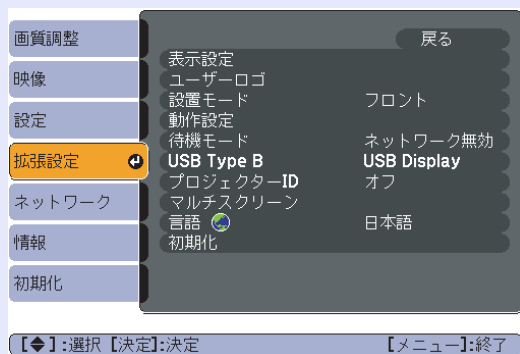 画質調整
映像
設定
拡張設定
ネットワーク
情報
初期化
戻る
表示設定
ユーザーロゴ
設置モード フロント
動作設定
待機モード ネットワーク無効
USB Type B USB Display
プロジェクターID オフ
マルチスクリーン
言語 日本語
初期化
【◆】:選択 【決定】:決定 【メニュー】:終了